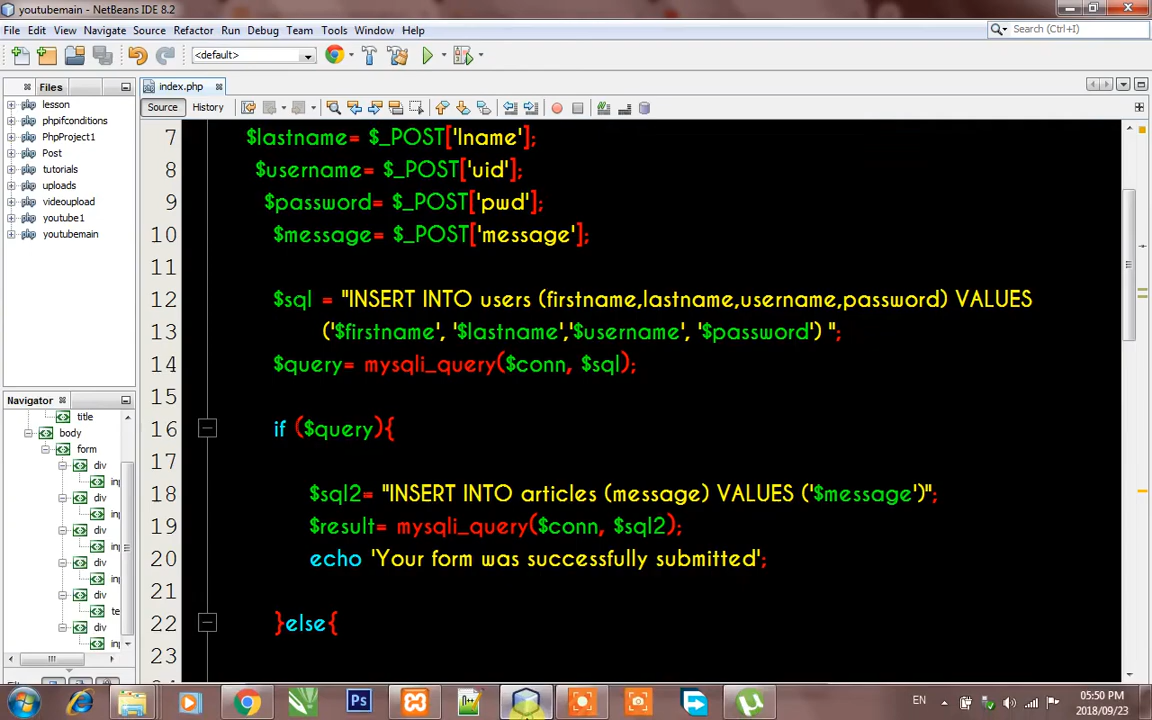 youtubemain - NetBeans IDE 8.2
File Edit View Navigate Source Refactor Run Debug Team Tools Window Help
Search (Ctrl+I)
<default>
Files
index.php
Source History
lesson
phpifconditions
PhpProject1
Post
tutorials
uploads
videoupload
youtube1
youtubemain
7 $lastname= $_POST['lname'];
8 $username= $_POST['uid'];
9 $password= $_POST['pwd'];
10 $message= $_POST['message'];
11
12 $sql = "INSERT INTO users (firstname,lastname,username,password) VALUES
13 ('$firstname', '$lastname','$username', '$password') ";
14 $query= mysqli_query($conn, $sql);
15
16 if ($query){
17
18 $sql2= "INSERT INTO articles (message) VALUES ('$message')";
19 $result= mysqli_query($conn, $sql2);
20 echo 'Your form was successfully submitted';
21
22 }else{
23
Navigator
title
body
form
div
div
div
div
div
te
div
Ps
EN
05:50 PM
2018/09/23